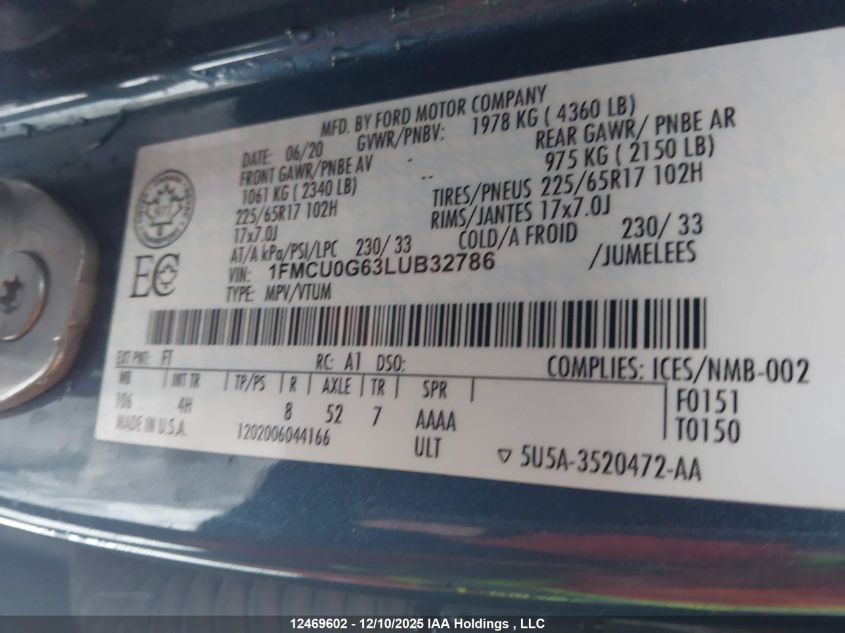 MFD. BY FORD MOTOR COMPANY
DATE: 06/20 GVWR/PNBV: 1978 KG ( 4360 LB)
FRONT GAWR/PNBE AV - REAR GAWR/ PNBE AR
1061 KG ( 2340 LB) -- 975 KG ( 2150 LB)
225/65R17 102H TIRES/PNEUS 225/65R17 102H
17x7.0J RIMS/JANTES 17x7.0J
AT/A kPa/PSI/LPC 230/ 33 COLD/A FROID 230/ 33
VIN: 1FMCU0G63LUB32786 /JUMELEES
TYPE: MPV/VTUM
EXT PNT: FT RC: A1 DSO: COMPLIES: ICES/NMB-002
WB | INT TR | TP/PS | R | AXLE | TR | SPR | F0151
106 4H 8 52 7 AAAA T0150
MADE IN U.S.A. 1202006044166 ULT ▽ 5U5A-3520472-AA
EC
12469602 - 12/10/2025 IAA Holdings , LLC